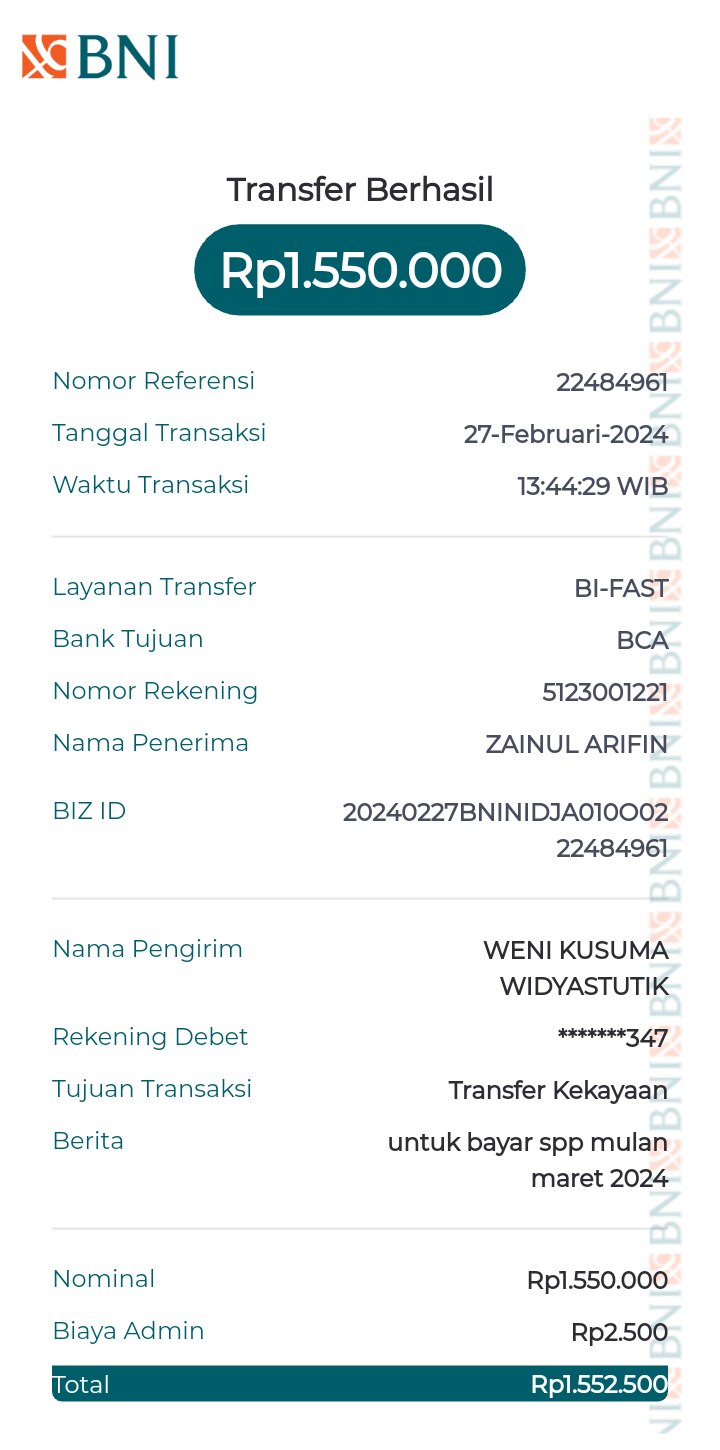 BNI
Transfer Berhasil
Rp1.550.000
Nomor Referensi 22484961
Tanggal Transaksi 27-Februari-2024
Waktu Transaksi 13:44:29 WIB
Layanan Transfer BI-FAST
Bank Tujuan BCA
Nomor Rekening 5123001221
Nama Penerima ZAINUL ARIFIN
BIZ ID 20240227BNINIDJA010O02
22484961
Nama Pengirim WENI KUSUMA
WIDYASTUTIK
Rekening Debet *******347
Tujuan Transaksi Transfer Kekayaan
Berita untuk bayar spp mulan
maret 2024
Nominal Rp1.550.000
Biaya Admin Rp2.500
Total Rp1.552.500
BNI BNI BNI BNI BNI BNI BNI BNI BNI BNI BNI BNI